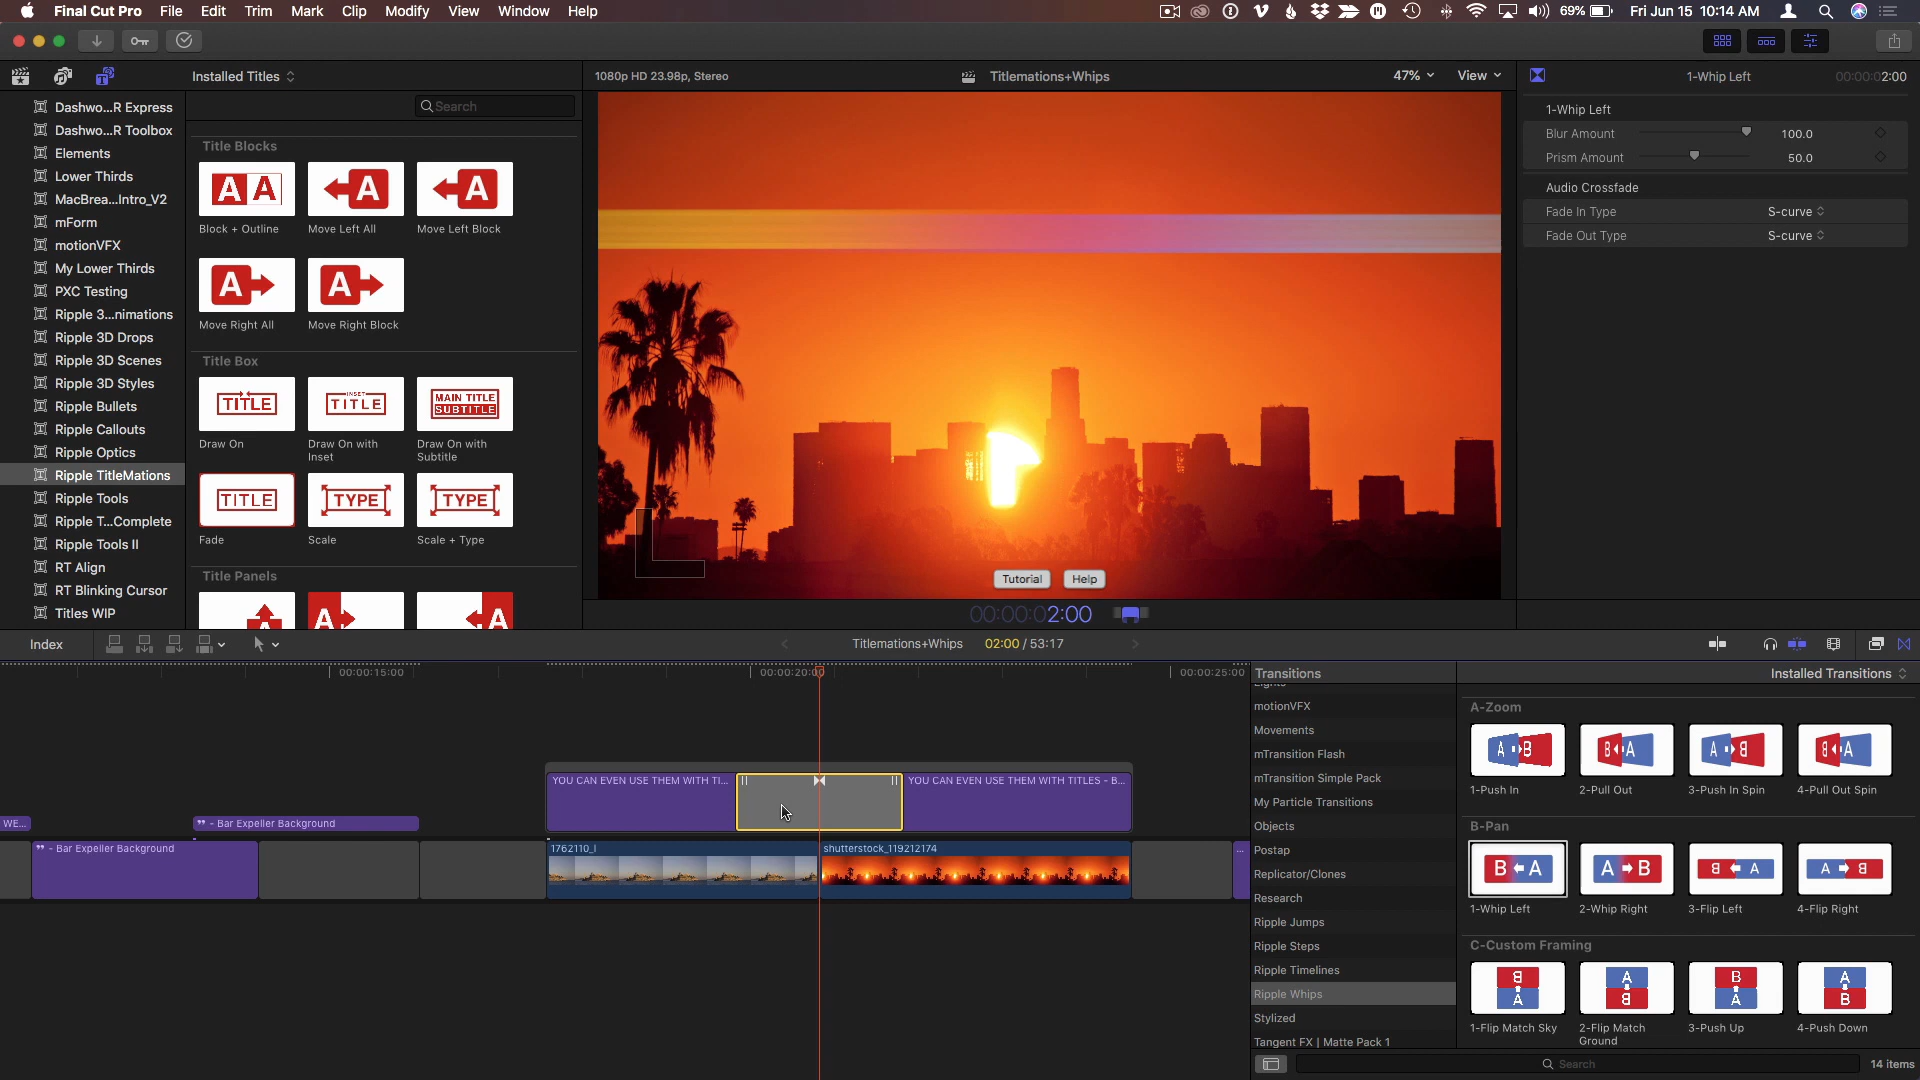 Final Cut Pro File Edit Trim Mark Clip Modify View Window Help
69% Fri Jun 15 10:14 AM
Installed Titles
Search
Dashwo...R Express
Dashwo...R Toolbox
Elements
Lower Thirds
MacBrea...Intro_V2
mForm
motionVFX
My Lower Thirds
PXC Testing
Ripple 3...nimations
Ripple 3D Drops
Ripple 3D Scenes
Ripple 3D Styles
Ripple Bullets
Ripple Callouts
Ripple Optics
Ripple TitleMations
Ripple Tools
Ripple T...Complete
Ripple Tools II
RT Align
RT Blinking Cursor
Titles WIP
Title Blocks
A A
A
A
Block + Outline
Move Left All
Move Left Block
A
A
Move Right All
Move Right Block
Title Box
TITLE
INSET
TITLE
MAIN TITLE
SUBTITLE
Draw On
Draw On with
Inset
Draw On with
Subtitle
TITLE
TYPE
TYPE
Fade
Scale
Scale + Type
Title Panels
A
A
A
1080p HD 23.98p, Stereo
Titlemations+Whips
47%
View
Tutorial
Help
00:00:02:00
1-Whip Left
00:00:02:00
1-Whip Left
Blur Amount 100.0
Prism Amount 50.0
Audio Crossfade
Fade In Type S-curve
Fade Out Type S-curve
Index
Titlemations+Whips
02:00 / 53:17
00:00:15:00
00:00:20:00
00:00:25:00
YOU CAN EVEN USE THEM WITH TI...
YOU CAN EVEN USE THEM WITH TITLES - B...
WE...
- Bar Expeller Background
- Bar Expeller Background
1762110_l
shutterstock_119212174
Transitions
Installed Transitions
Lights
motionVFX
Movements
mTransition Flash
mTransition Simple Pack
My Particle Transitions
Objects
Postap
Replicator/Clones
Research
Ripple Jumps
Ripple Steps
Ripple Timelines
Ripple Whips
Stylized
Tangent FX | Matte Pack 1
A-Zoom
A B
B A
A B
B A
1-Push In
2-Pull Out
3-Push In Spin
4-Pull Out Spin
B-Pan
B A
A B
B A
A B
1-Whip Left
2-Whip Right
3-Flip Left
4-Flip Right
C-Custom Framing
B
A
A
B
B
A
A
B
1-Flip Match Sky
2-Flip Match
Ground
3-Push Up
4-Push Down
Search
14 items